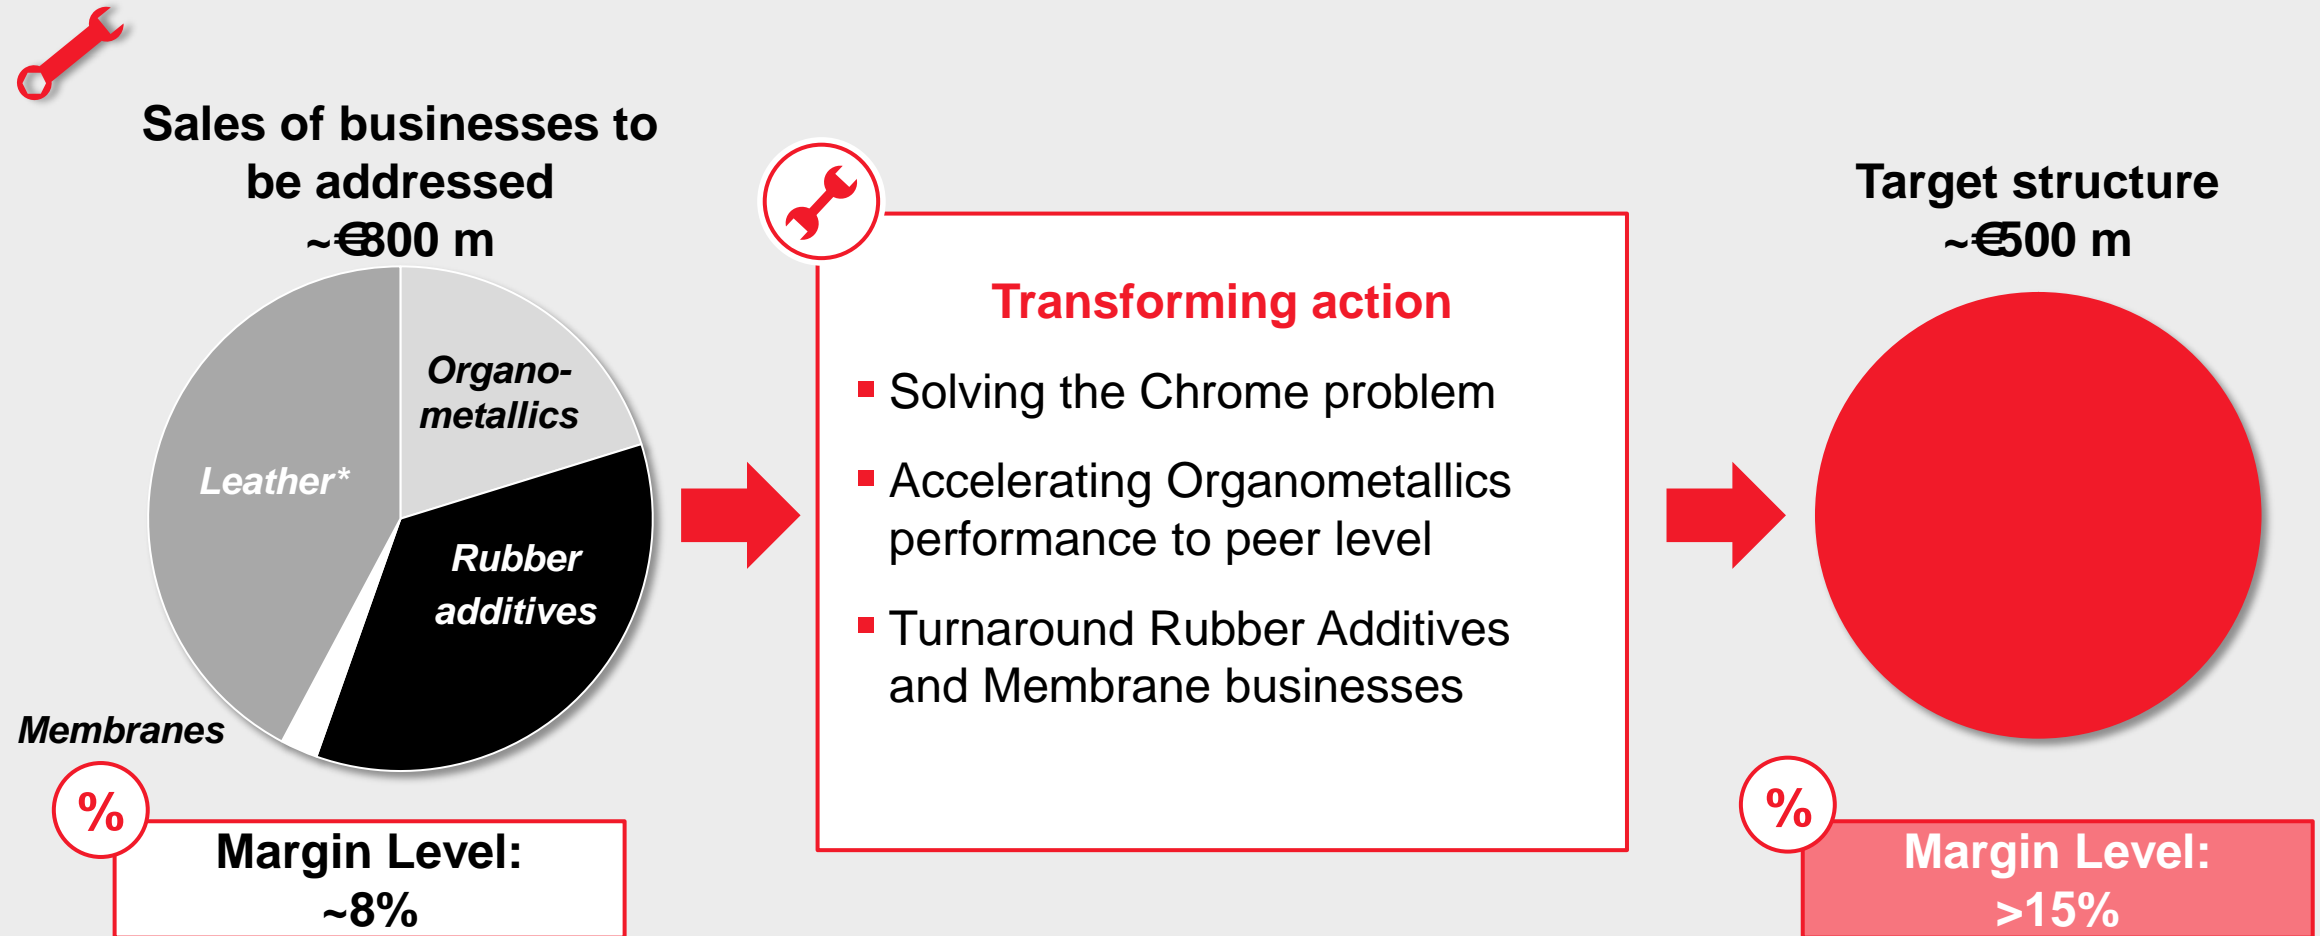 Sales of businesses to
be addressed
~€800 m
Organo-
metallics
Leather*
Rubber
additives
Membranes
%
Margin Level:
~8%
Transforming action
▪ Solving the Chrome problem
▪ Accelerating Organometallics
performance to peer level
▪ Turnaround Rubber Additives
and Membrane businesses
Target structure
~€500 m
%
Margin Level:
>15%